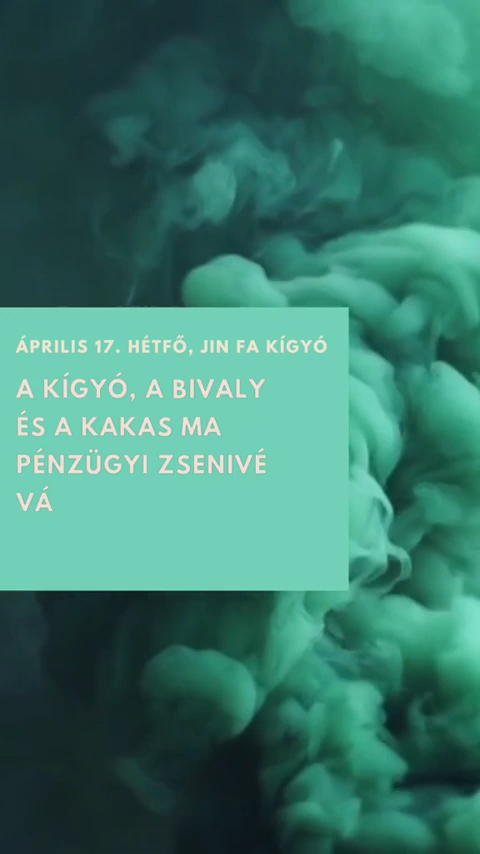 ÁPRILIS 17. HÉTFŐ, JIN FA KÍGYÓ
A KÍGYÓ, A BIVALY
ÉS A KAKAS MA
PÉNZÜGYI ZSENIVÉ
VÁ